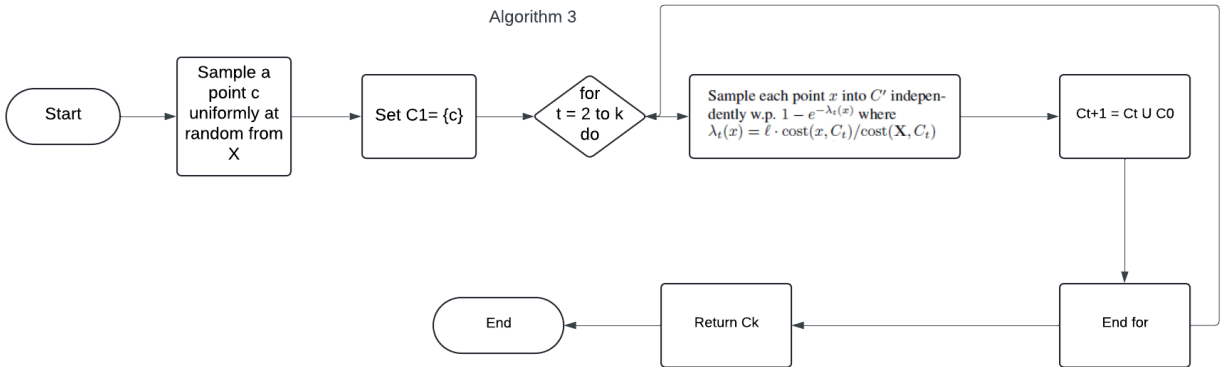 Algorithm 3
Start
Sample a
point c
uniformly at
random from
X
Set C1= {c}
for
t = 2 to k
do
Sample each point x into C′ indepen-
dently w.p. 1 − e^{−λ_t(x)} where
λ_t(x) = ℓ · cost(x, C_t)/cost(X, C_t)
Ct+1 = Ct U C0
End for
Return Ck
End